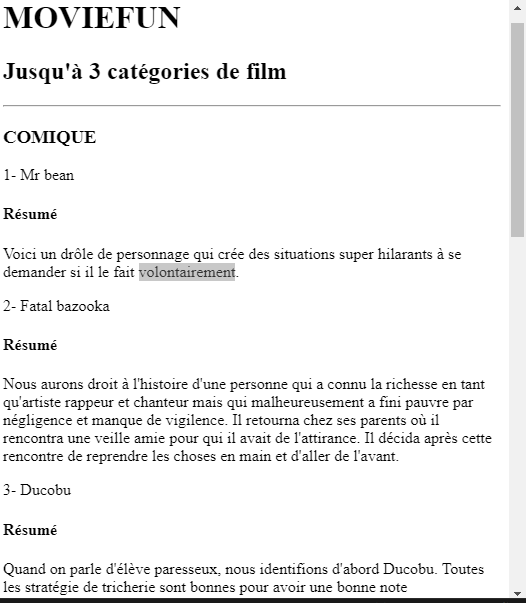 MOVIEFUN
Jusqu'à 3 catégories de film
COMIQUE
1- Mr bean
Résumé
Voici un drôle de personnage qui crée des situations super hilarants à se
demander si il le fait volontairement.
2- Fatal bazooka
Résumé
Nous aurons droit à l'histoire d'une personne qui a connu la richesse en tant
qu'artiste rappeur et chanteur mais qui malheureusement a fini pauvre par
négligence et manque de vigilence. Il retourna chez ses parents où il
rencontra une veille amie pour qui il avait de l'attirance. Il décida après cette
rencontre de reprendre les choses en main et d'aller de l'avant.
3- Ducobu
Résumé
Quand on parle d'élève paresseux, nous identifions d'abord Ducobu. Toutes
les stratégie de tricherie sont bonnes pour avoir une bonne note